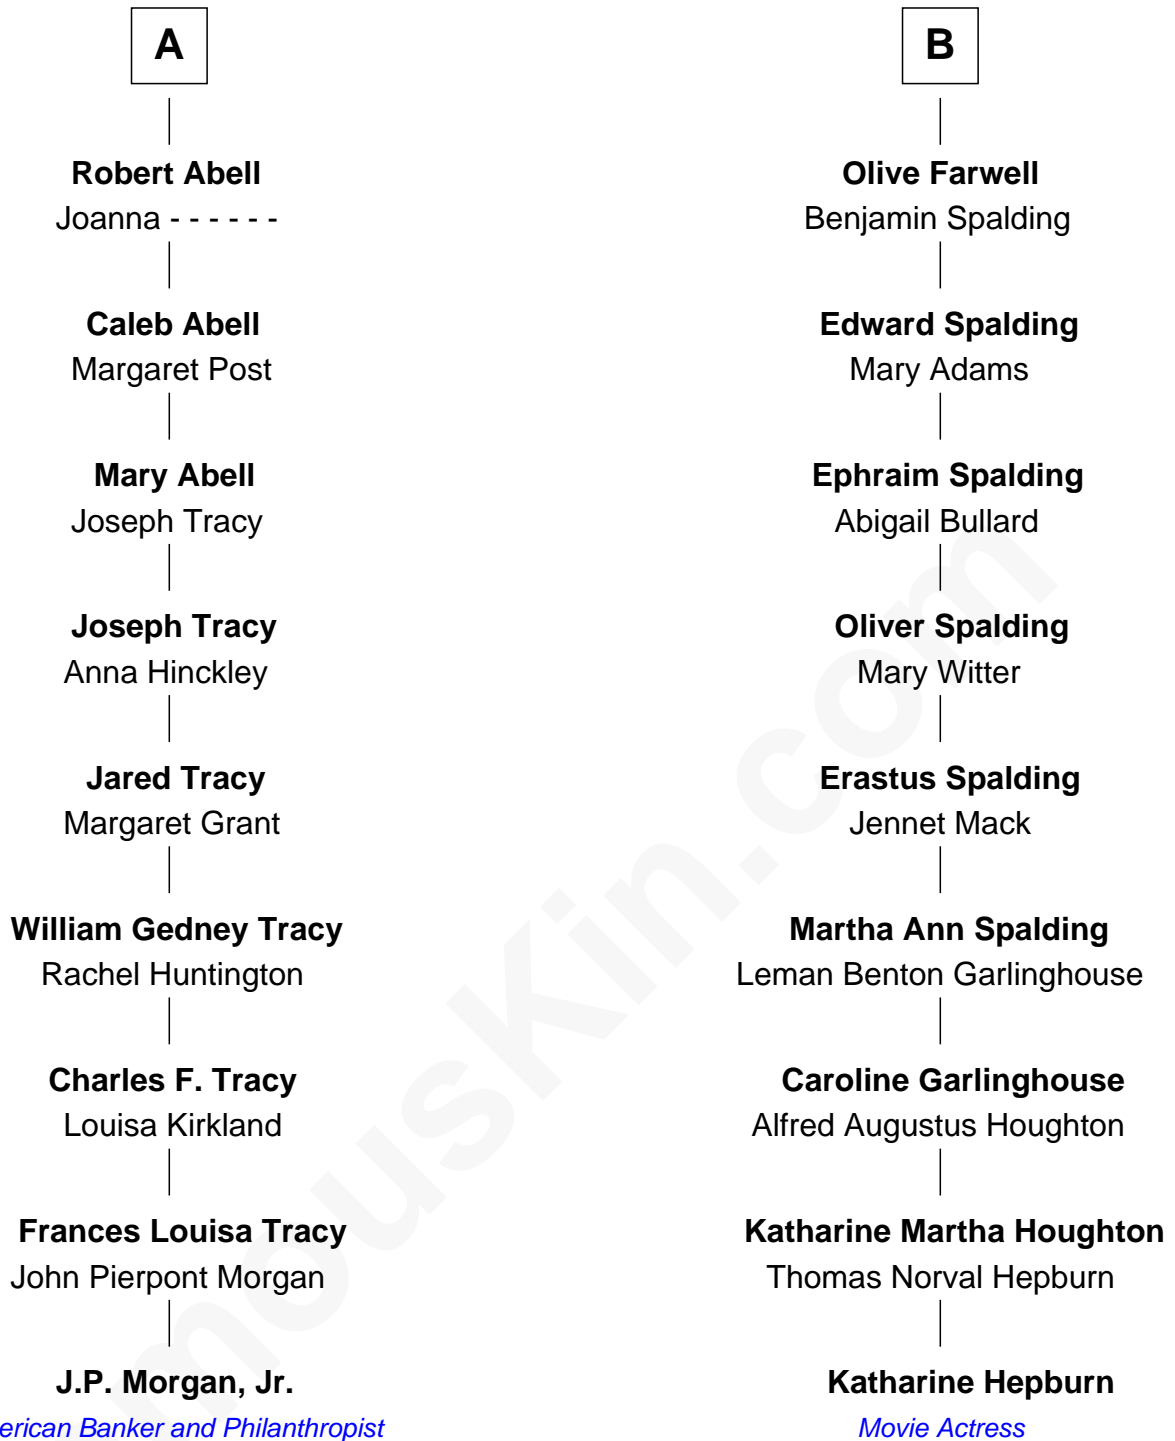 A
Robert Abell
Joanna - - - - - -
Caleb Abell
Margaret Post
Mary Abell
Joseph Tracy
Joseph Tracy
Anna Hinckley
Jared Tracy
Margaret Grant
William Gedney Tracy
Rachel Huntington
Charles F. Tracy
Louisa Kirkland
Frances Louisa Tracy
John Pierpont Morgan
J.P. Morgan, Jr.
erican Banker and Philanthropist
B
Olive Farwell
Benjamin Spalding
Edward Spalding
Mary Adams
Ephraim Spalding
Abigail Bullard
Oliver Spalding
Mary Witter
Erastus Spalding
Jennet Mack
Martha Ann Spalding
Leman Benton Garlinghouse
Caroline Garlinghouse
Alfred Augustus Houghton
Katharine Martha Houghton
Thomas Norval Hepburn
Katharine Hepburn
Movie Actress
mouskin.com